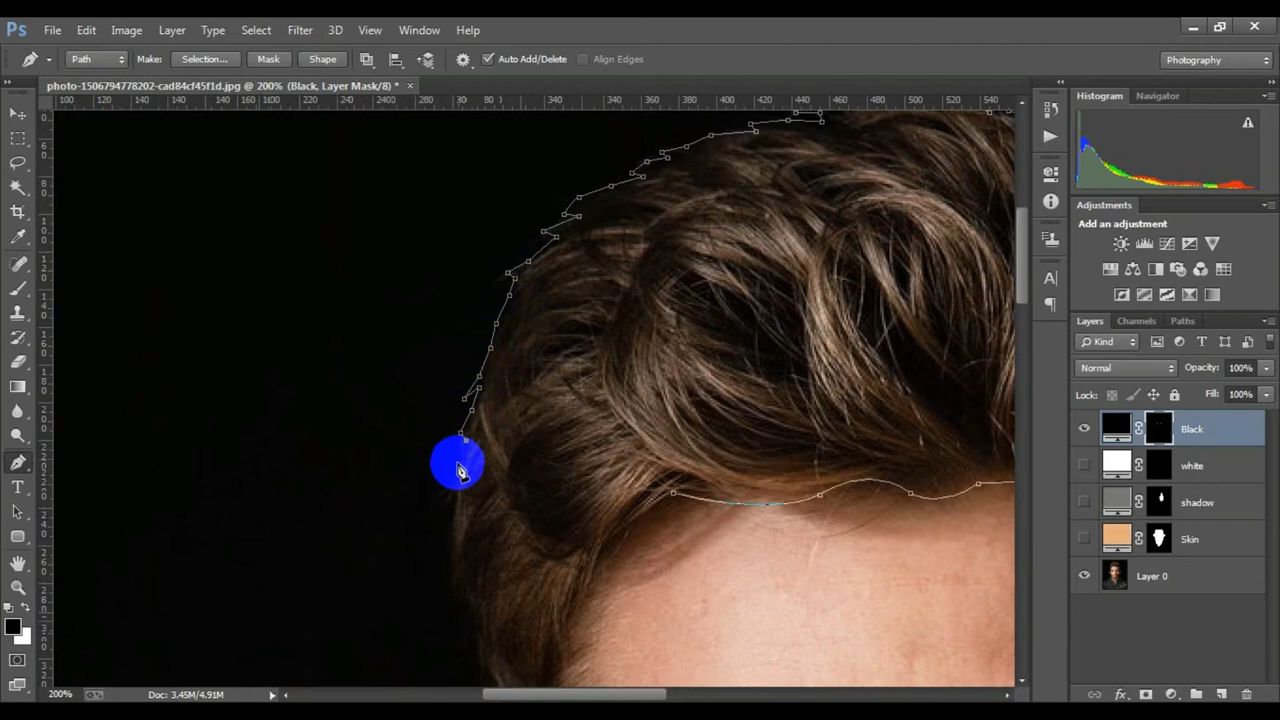 Ps File Edit Image Layer Type Select Filter 3D View Window Help
Path Make: Selection... Mask Shape Auto Add/Delete Align Edges Photography
photo-1506794778202-cad84cf45f1d.jpg @ 200% (Black, Layer Mask/8) * ×
Histogram Navigator
Adjustments
Add an adjustment
Layers Channels Paths
Kind
Normal Opacity: 100%
Lock: Fill: 100%
Black
white
shadow
Skin
Layer 0
200% Doc: 3.45M/4.91M